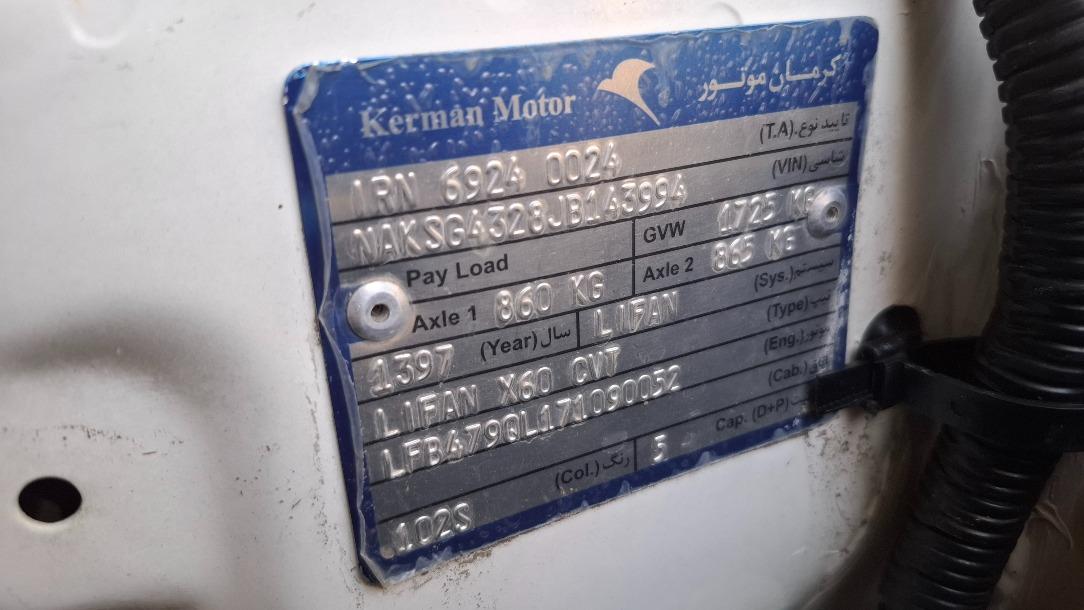 Kerman Motor کرمان موتور
IRN 6924 0024 تایید نوع.(T.A)
NAKSG4328JB143994 شناسی (VIN)
Pay Load GVW 1725 KG
Axle 1 860 KG Axle 2 865 KG
1397 سال (Year) LIFAN سیستم (Sys.)
LIFAN X60 CVT تیپ (Type)
LFB479QL171090052 موتور (Eng.)
اتاق (Cab.)
102S رنگ (Col.) 5 Cap. (D+P)